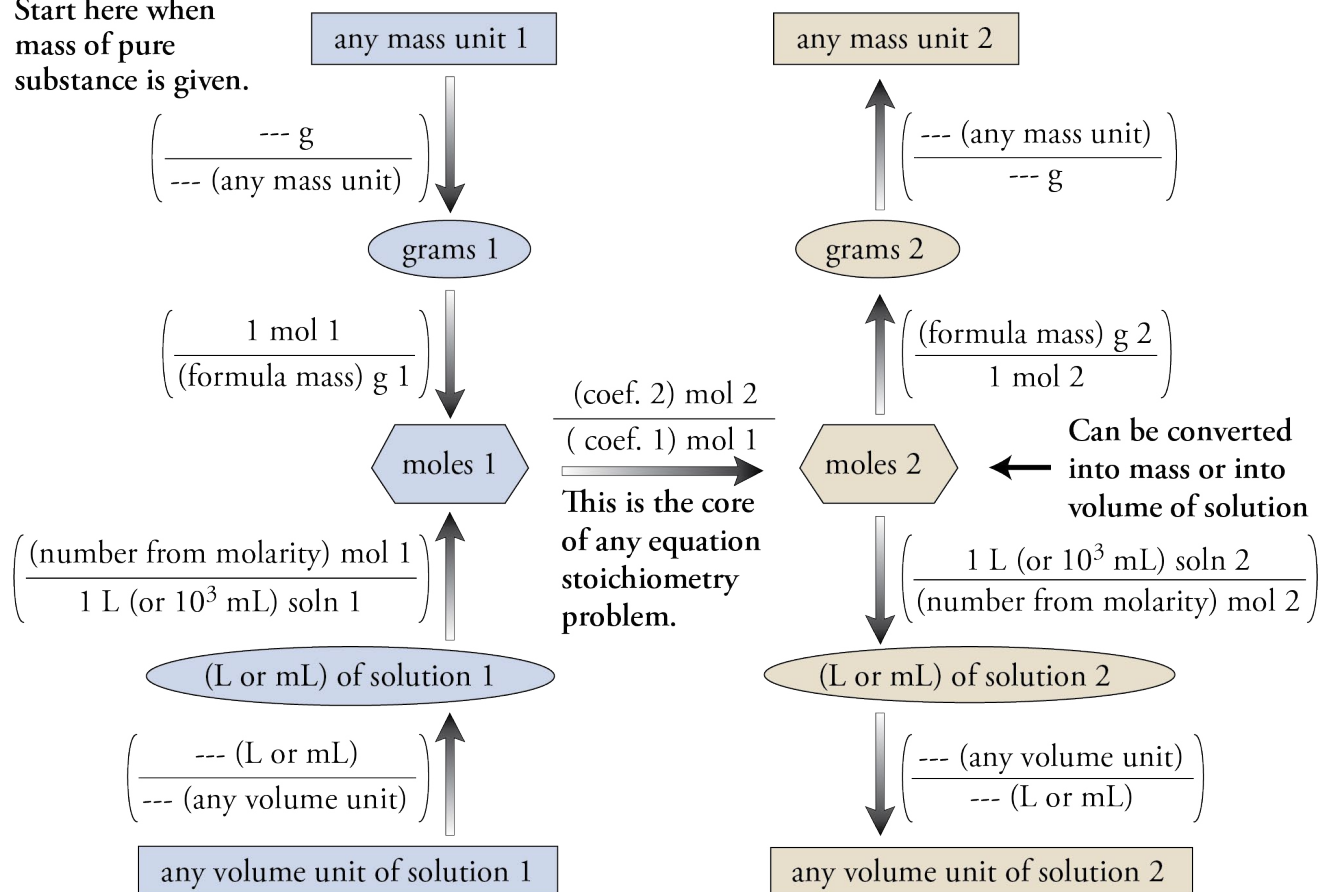 Start here when
mass of pure
substance is given.
any mass unit 1
any mass unit 2
--- g
--- (any mass unit)
--- (any mass unit)
--- g
grams 1
grams 2
1 mol 1
(formula mass) g 1
(formula mass) g 2
1 mol 2
(coef. 2) mol 2
( coef. 1) mol 1
moles 1
moles 2
Can be converted
into mass or into
volume of solution
This is the core
of any equation
stoichiometry
problem.
(number from molarity) mol 1
1 L (or 10³ mL) soln 1
1 L (or 10³ mL) soln 2
(number from molarity) mol 2
(L or mL) of solution 1
(L or mL) of solution 2
--- (L or mL)
--- (any volume unit)
--- (any volume unit)
--- (L or mL)
any volume unit of solution 1
any volume unit of solution 2